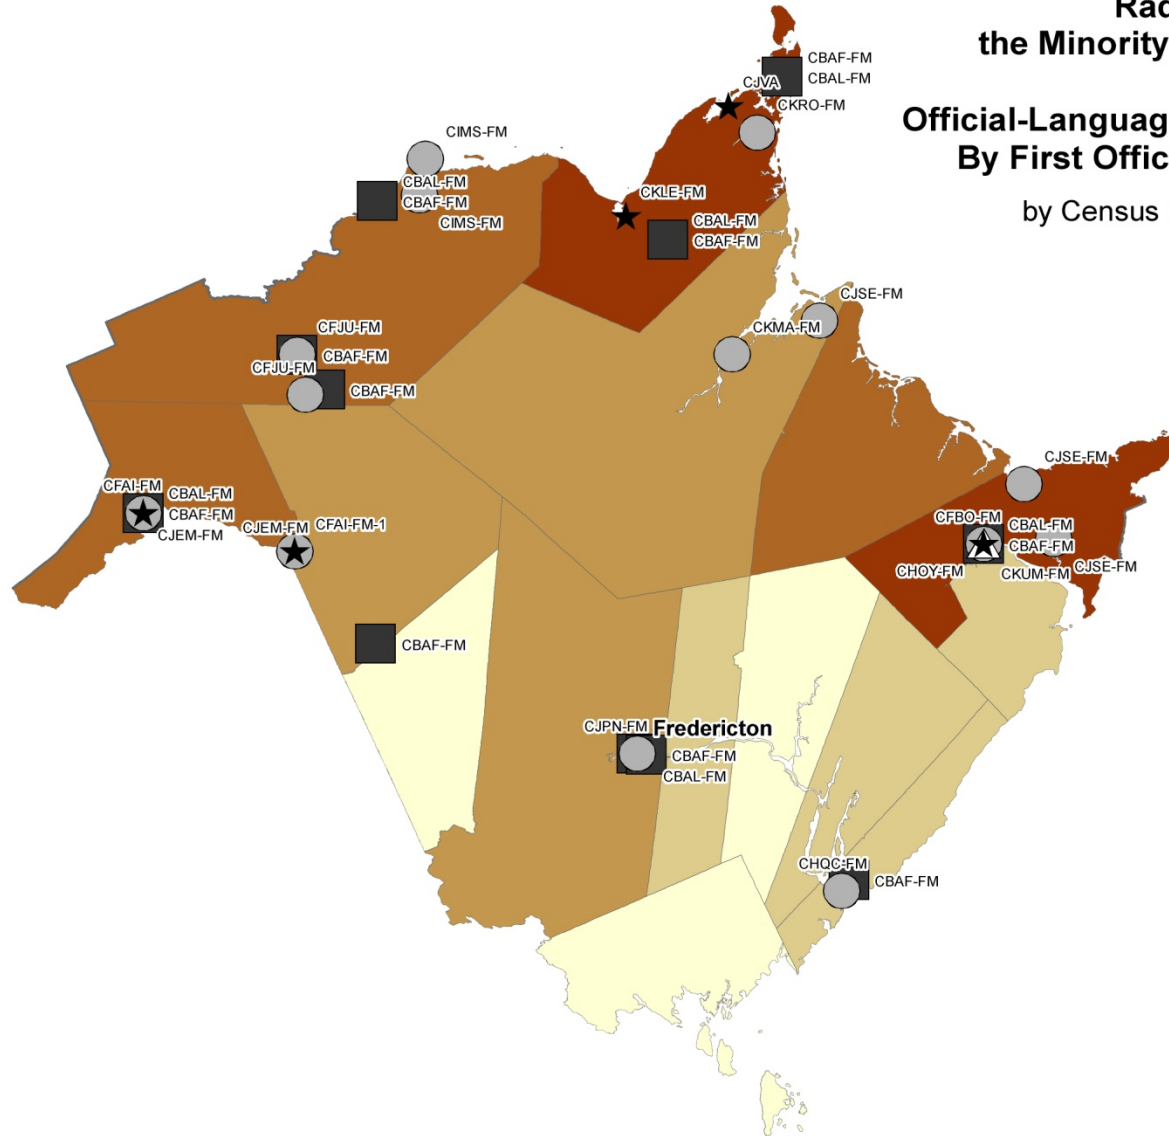 Rad
the Minority
Official-Languag
By First Offic
by Census
CBAF-FM
CBAL-FM
CJVA
CKRO-FM
CIMS-FM
CBAL-FM
CBAF-FM
CIMS-FM
CKLE-FM
CBAL-FM
CBAF-FM
CJSE-FM
CKMA-FM
CFJU-FM
CBAF-FM
CFJU-FM
CBAF-FM
CJSE-FM
CFAI-FM
CBAL-FM
CBAF-FM
CJEM-FM
CJEM-FM
CFAI-FM-1
CFBO-FM
CBAL-FM
CBAF-FM
CHOY-FM
CKUM-FM
CJSE-FM
CBAF-FM
CJPN-FM
Fredericton
CBAF-FM
CBAL-FM
CHQC-FM
CBAF-FM